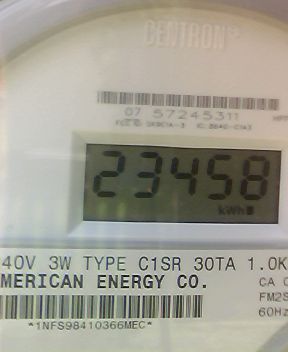 CENTRON
07 57245311
23458
kWh
40V 3W TYPE C1SR 30TA 1.0K
MERICAN ENERGY CO.
CA
FM2S
60Hz
*1NFS98410366MEC*